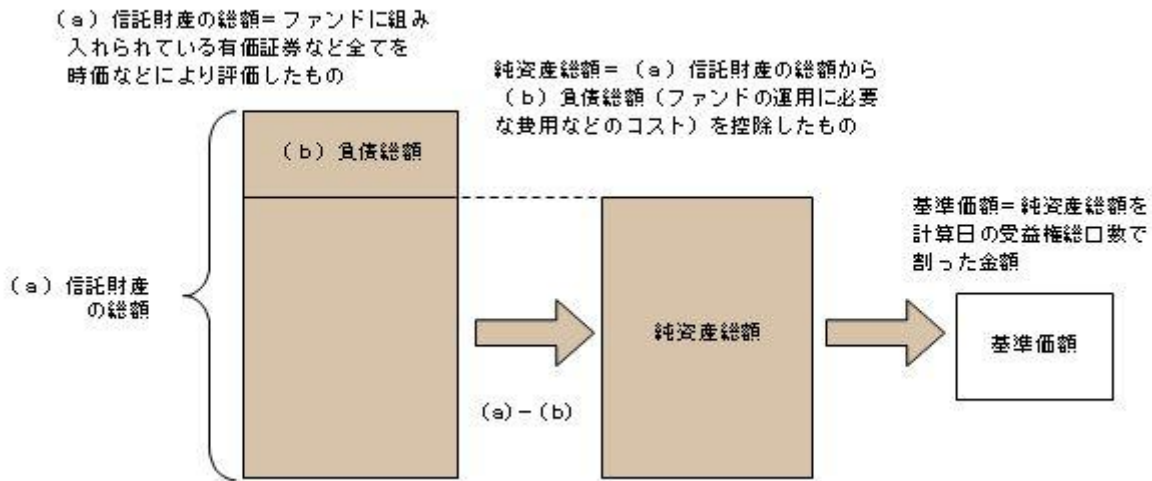 (a)信託財産の総額=ファンドに組み
入れられている有価証券など全てを
時価などにより評価したもの
純資産総額=(a)信託財産の総額から
(b)負債総額(ファンドの運用に必要
な費用などのコスト)を控除したもの
(b)負債総額
基準価額=純資産総額を
計算日の受益権総口数で
割った金額
(a)信託財産
の総額
純資産総額
基準価額
(a)-(b)